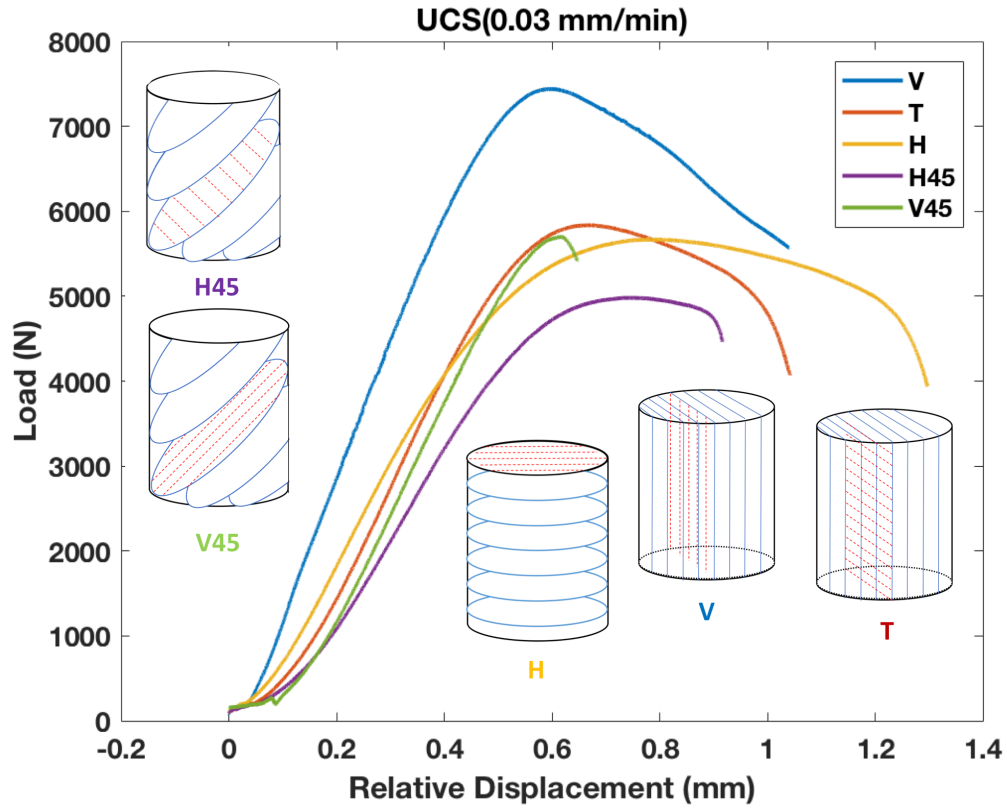 UCS(0.03 mm/min)
8000
7000
6000
5000
4000
3000
2000
1000
0
Load (N)
-0.2
0
0.2
0.4
0.6
0.8
1
1.2
1.4
Relative Displacement (mm)
V
T
H
H45
V45
H45
V45
H
V
T